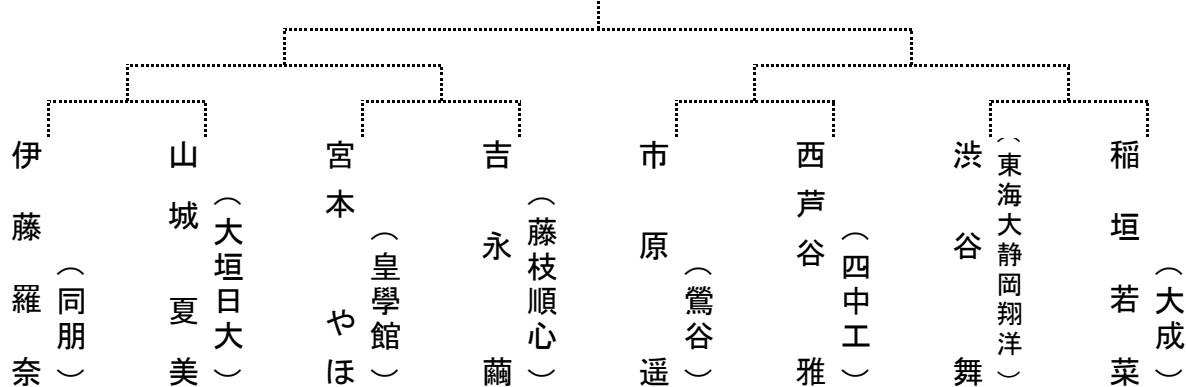 伊藤羅奈
（同朋）
山城夏美
（大垣日大）
宮本やほ
（皇學館）
吉永繭
（藤枝順心）
市原遥
（鶯谷）
西芦谷雅
（四中工）
渋谷舞
（東海大静岡翔洋）
稲垣若菜
（大成）